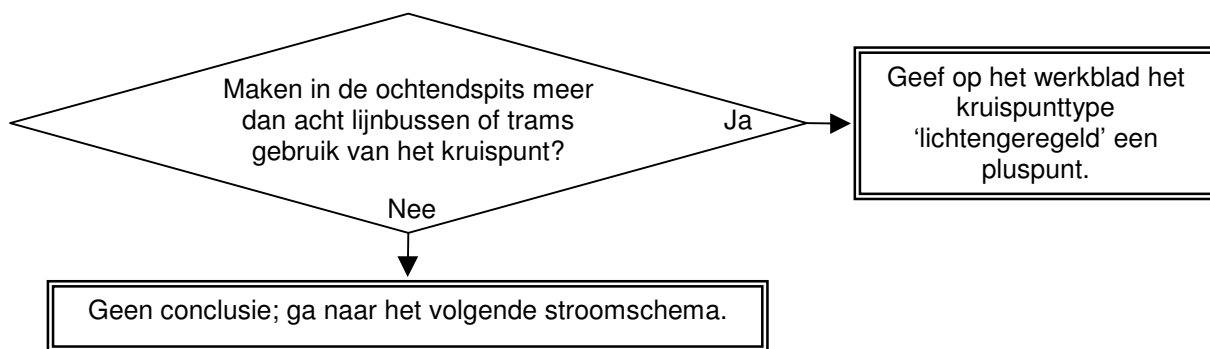 Maken in de ochtendspits meer
dan acht lijnbussen of trams
gebruik van het kruispunt?
Ja
Geef op het werkblad het
kruispunttype
‘lichtengeregeld’ een
pluspunt.
Nee
Geen conclusie; ga naar het volgende stroomschema.